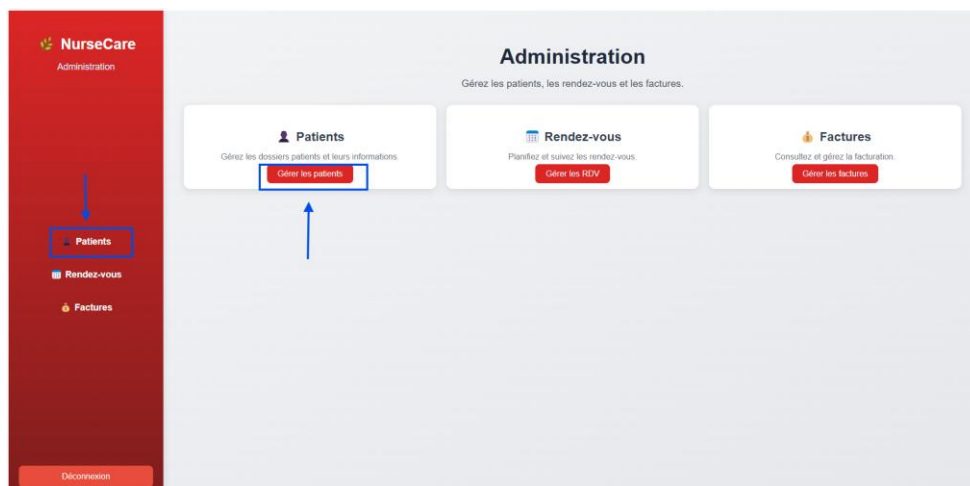 NurseCare
Administration
Patients
Rendez-vous
Factures
Déconnexion
Administration
Gérez les patients, les rendez-vous et les factures.
Patients
Gérez les dossiers patients et leurs informations.
Gérer les patients
Rendez-vous
Planifiez et suivez les rendez-vous.
Gérer les RDV
Factures
Consultez et gérez la facturation.
Gérer les factures